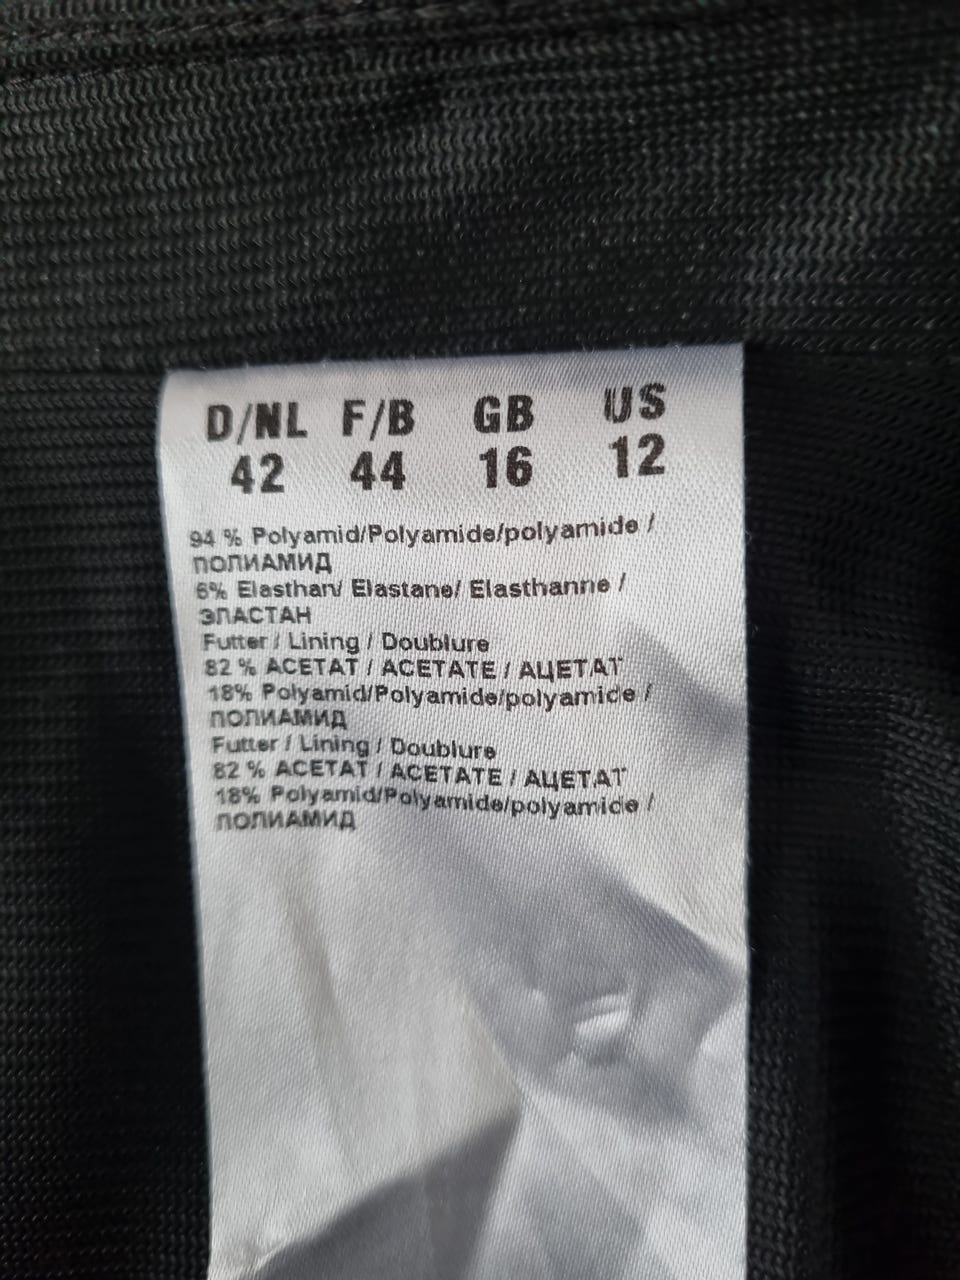 D/NL F/B GB US
42 44 16 12
94 % Polyamid/Polyamide/polyamide /
ПОЛИАМИД
6% Elasthan/ Elastane/ Elasthanne /
ЭЛАСТАН
Futter / Lining / Doublure
82 % ACETAT / ACETATE / АЦЕТАТ
18% Polyamid/Polyamide/polyamide /
ПОЛИАМИД
Futter / Lining / Doublure
82 % ACETAT / ACETATE / АЦЕТАТ
18% Polyamid/Polyamide/polyamide /
ПОЛИАМИД